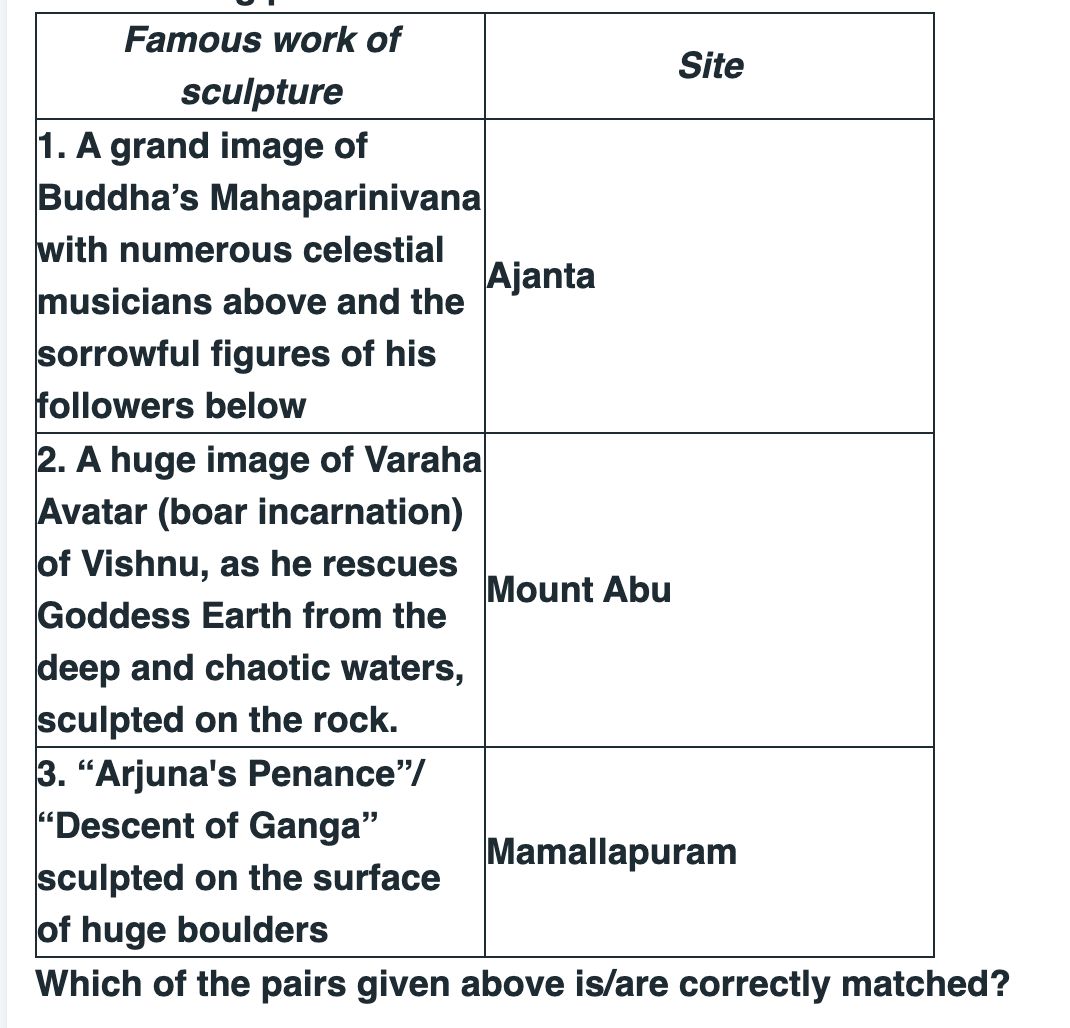 Famous work of
sculpture
Site
1. A grand image of
Buddha’s Mahaparinivana
with numerous celestial
musicians above and the
sorrowful figures of his
followers below
Ajanta
2. A huge image of Varaha
Avatar (boar incarnation)
of Vishnu, as he rescues
Goddess Earth from the
deep and chaotic waters,
sculpted on the rock.
Mount Abu
3. “Arjuna's Penance”/
“Descent of Ganga”
sculpted on the surface
of huge boulders
Mamallapuram
Which of the pairs given above is/are correctly matched?